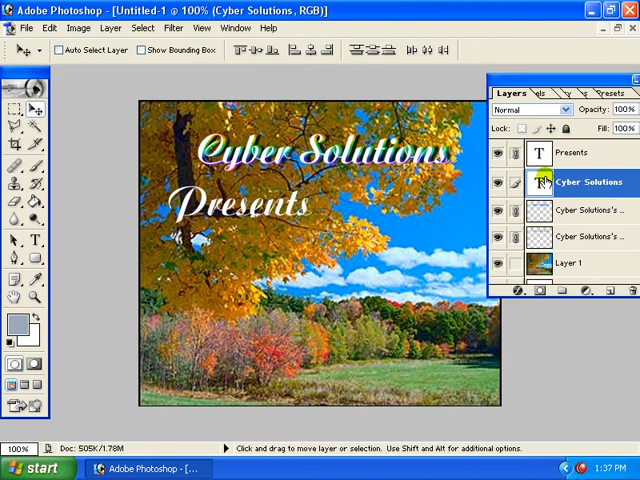 Adobe Photoshop - [Untitled-1 @ 100% (Cyber Solutions, RGB)]
File Edit Image Layer Select Filter View Window Help
Auto Select Layer Show Bounding Box
Layers els Presets
Normal Opacity: 100%
Lock: Fill: 100%
T Presents
T Cyber Solutions
Cyber Solutions's ..
Cyber Solutions's ..
Layer 1
Cyber Solutions
Presents
100% Doc: 505K/1.78M Click and drag to move layer or selection. Use Shift and Alt for additional options.
start Adobe Photoshop - [... 1:37 PM